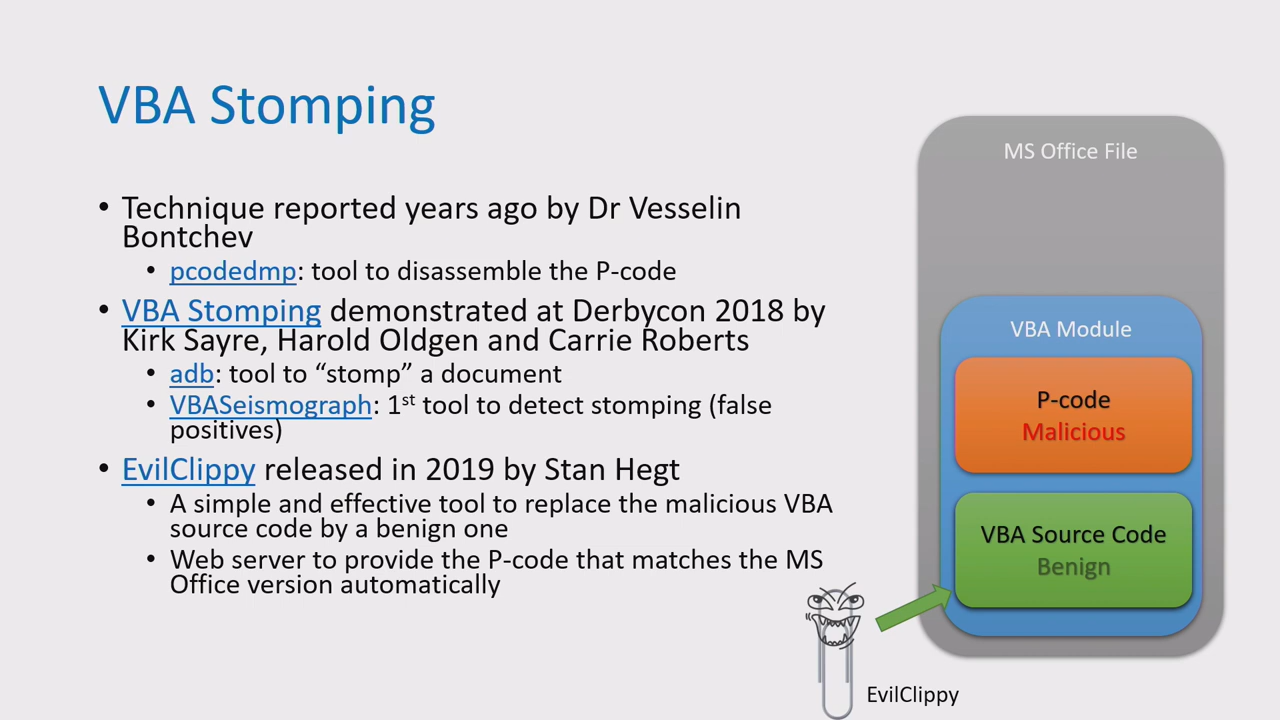 VBA Stomping
• Technique reported years ago by Dr Vesselin
Bontchev
• pcodedmp: tool to disassemble the P-code
• VBA Stomping demonstrated at Derbycon 2018 by
Kirk Sayre, Harold Oldgen and Carrie Roberts
• adb: tool to “stomp” a document
• VBASeismograph: 1st tool to detect stomping (false
positives)
• EvilClippy released in 2019 by Stan Hegt
• A simple and effective tool to replace the malicious VBA
source code by a benign one
• Web server to provide the P-code that matches the MS
Office version automatically
MS Office File
VBA Module
P-code
Malicious
VBA Source Code
Benign
EvilClippy